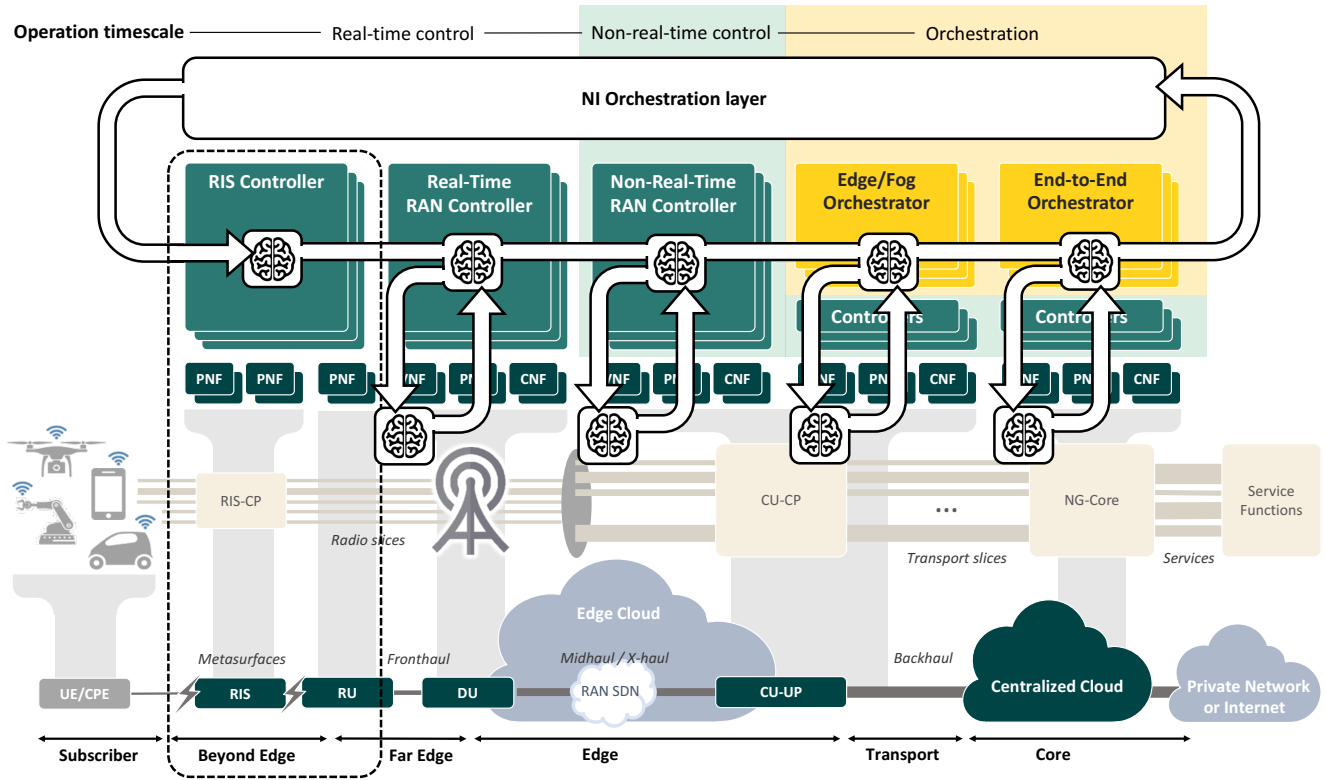 Operation timescale
Real-time control
Non-real-time control
Orchestration
NI Orchestration layer
RIS Controller
Real-Time
RAN Controller
Non-Real-Time
RAN Controller
Edge/Fog
Orchestrator
End-to-End
Orchestrator
Controllers
Controllers
PNF
PNF
PNF
CNF
CNF
CNF
CNF
RIS-CP
CU-CP
...
NG-Core
Service
Functions
Radio slices
Transport slices
Services
Edge Cloud
Metasurfaces
Fronthaul
Midhaul / X-haul
Backhaul
UE/CPE
RIS
RU
DU
RAN SDN
CU-UP
Centralized Cloud
Private Network
or Internet
Subscriber
Beyond Edge
Far Edge
Edge
Transport
Core